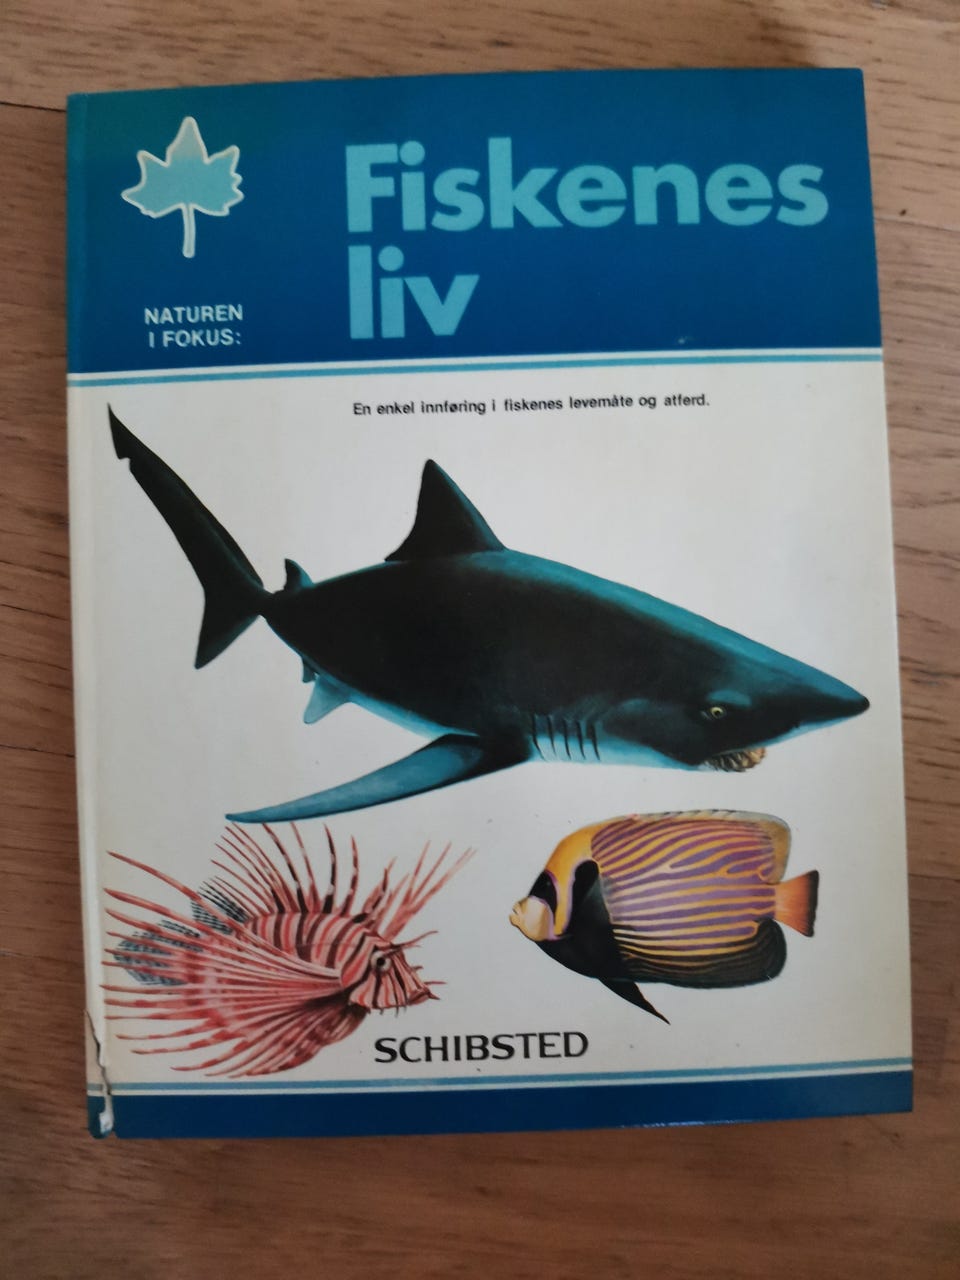 Fiskenes
liv
NATUREN
I FOKUS:
En enkel innføring i fiskenes levemåte og atferd.
SCHIBSTED